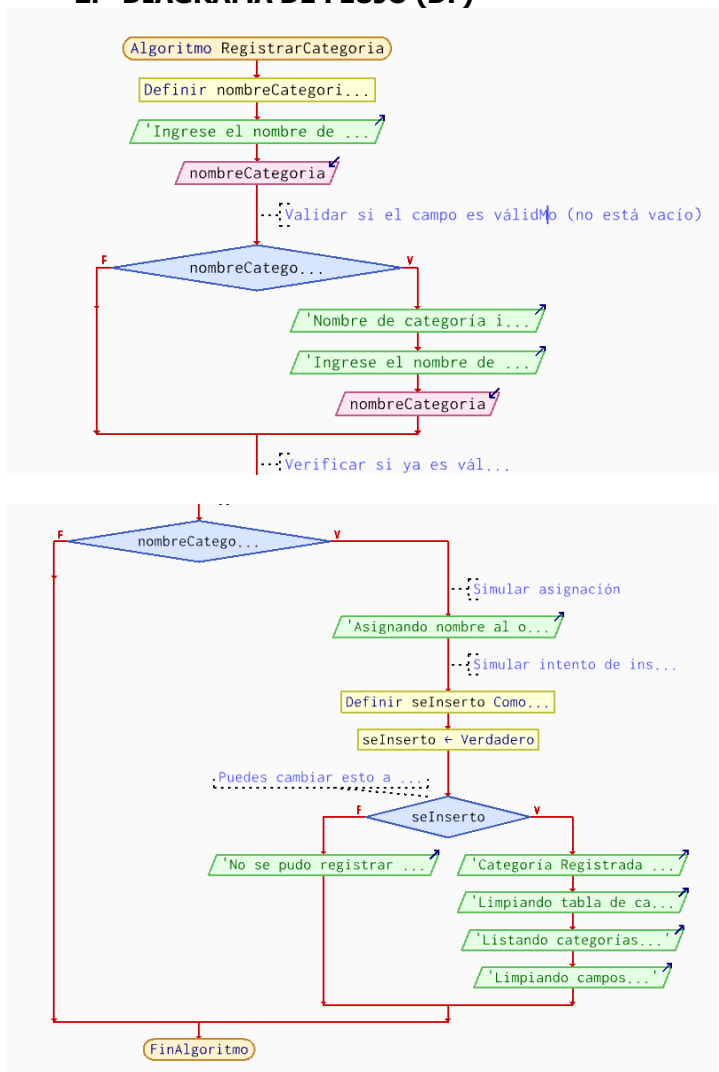 Algoritmo RegistrarCategoria
Definir nombreCategori...
'Ingrese el nombre de ...'
nombreCategoria
Validar si el campo es válidMo (no está vacío)
F
V
nombreCatego...
'Nombre de categoría i...'
'Ingrese el nombre de ...'
nombreCategoria
Verificar si ya es vál...
F
V
nombreCatego...
Simular asignación
'Asignando nombre al o...'
Simular intento de ins...
Definir seInserto Como...
seInserto ← Verdadero
Puedes cambiar esto a ...
F
V
seInserto
'No se pudo registrar ...'
'Categoría Registrada ...'
'Limpiando tabla de ca...'
'Listando categorías...'
'Limpiando campos...'
FinAlgoritmo